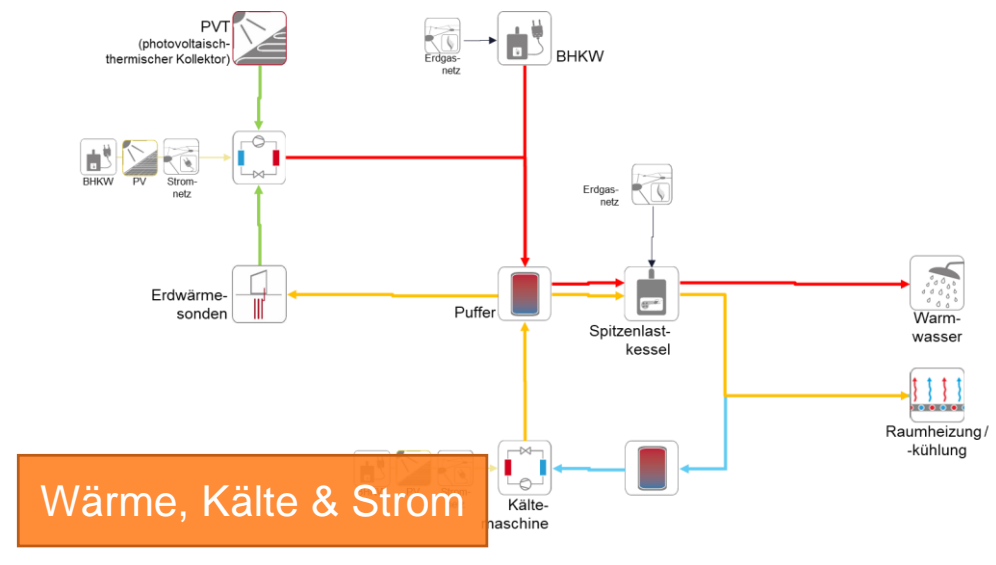 PVT
(photovoltaisch-
thermischer Kollektor)
Erdgas-
netz
BHKW
BHKW
PV
Strom-
netz
Erdgas-
netz
Erdwärme-
sonden
Puffer
Spitzenlast-
kessel
Warm-
wasser
Raumheizung/
-kühlung
Kälte-
maschine
Wärme, Kälte & Strom